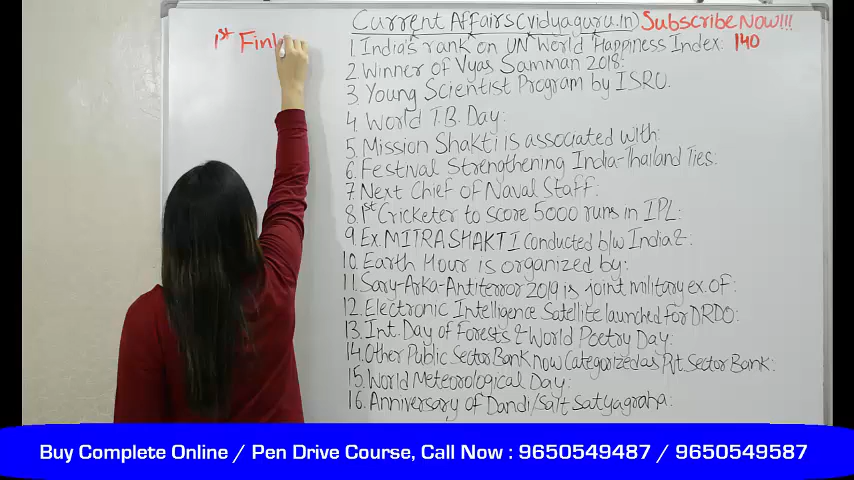 Current Affairs (vidyaguru.in) Subscribe Now!!!
1st Finl
1. India's rank on UN World Happiness Index: 140
2. Winner of Vyas Samman 2018:
3. Young Scientist Program by ISRO.
4. World T.B. Day:
5. Mission Shakti is associated with:
6. Festival Strengthening India-Thailand Ties:
7. Next Chief of Naval Staff:
8. 1st Cricketer to score 5000 runs in IPL:
9. Ex. MITRA SHAKTI conducted b/w India &:
10. Earth Hour is organized by:
11. Sary-Arka-Antiterror 2019 is joint military ex. of:
12. Electronic Intelligence Satellite launched for DRDO:
13. Int. Day of Forests & World Poetry Day:
14. Other Public Sector Bank now Categorized as Pvt. Sector Bank:
15. World Meteorological Day:
16. Anniversary of Dandi/Salt Satyagraha:
Buy Complete Online / Pen Drive Course, Call Now : 9650549487 / 9650549587